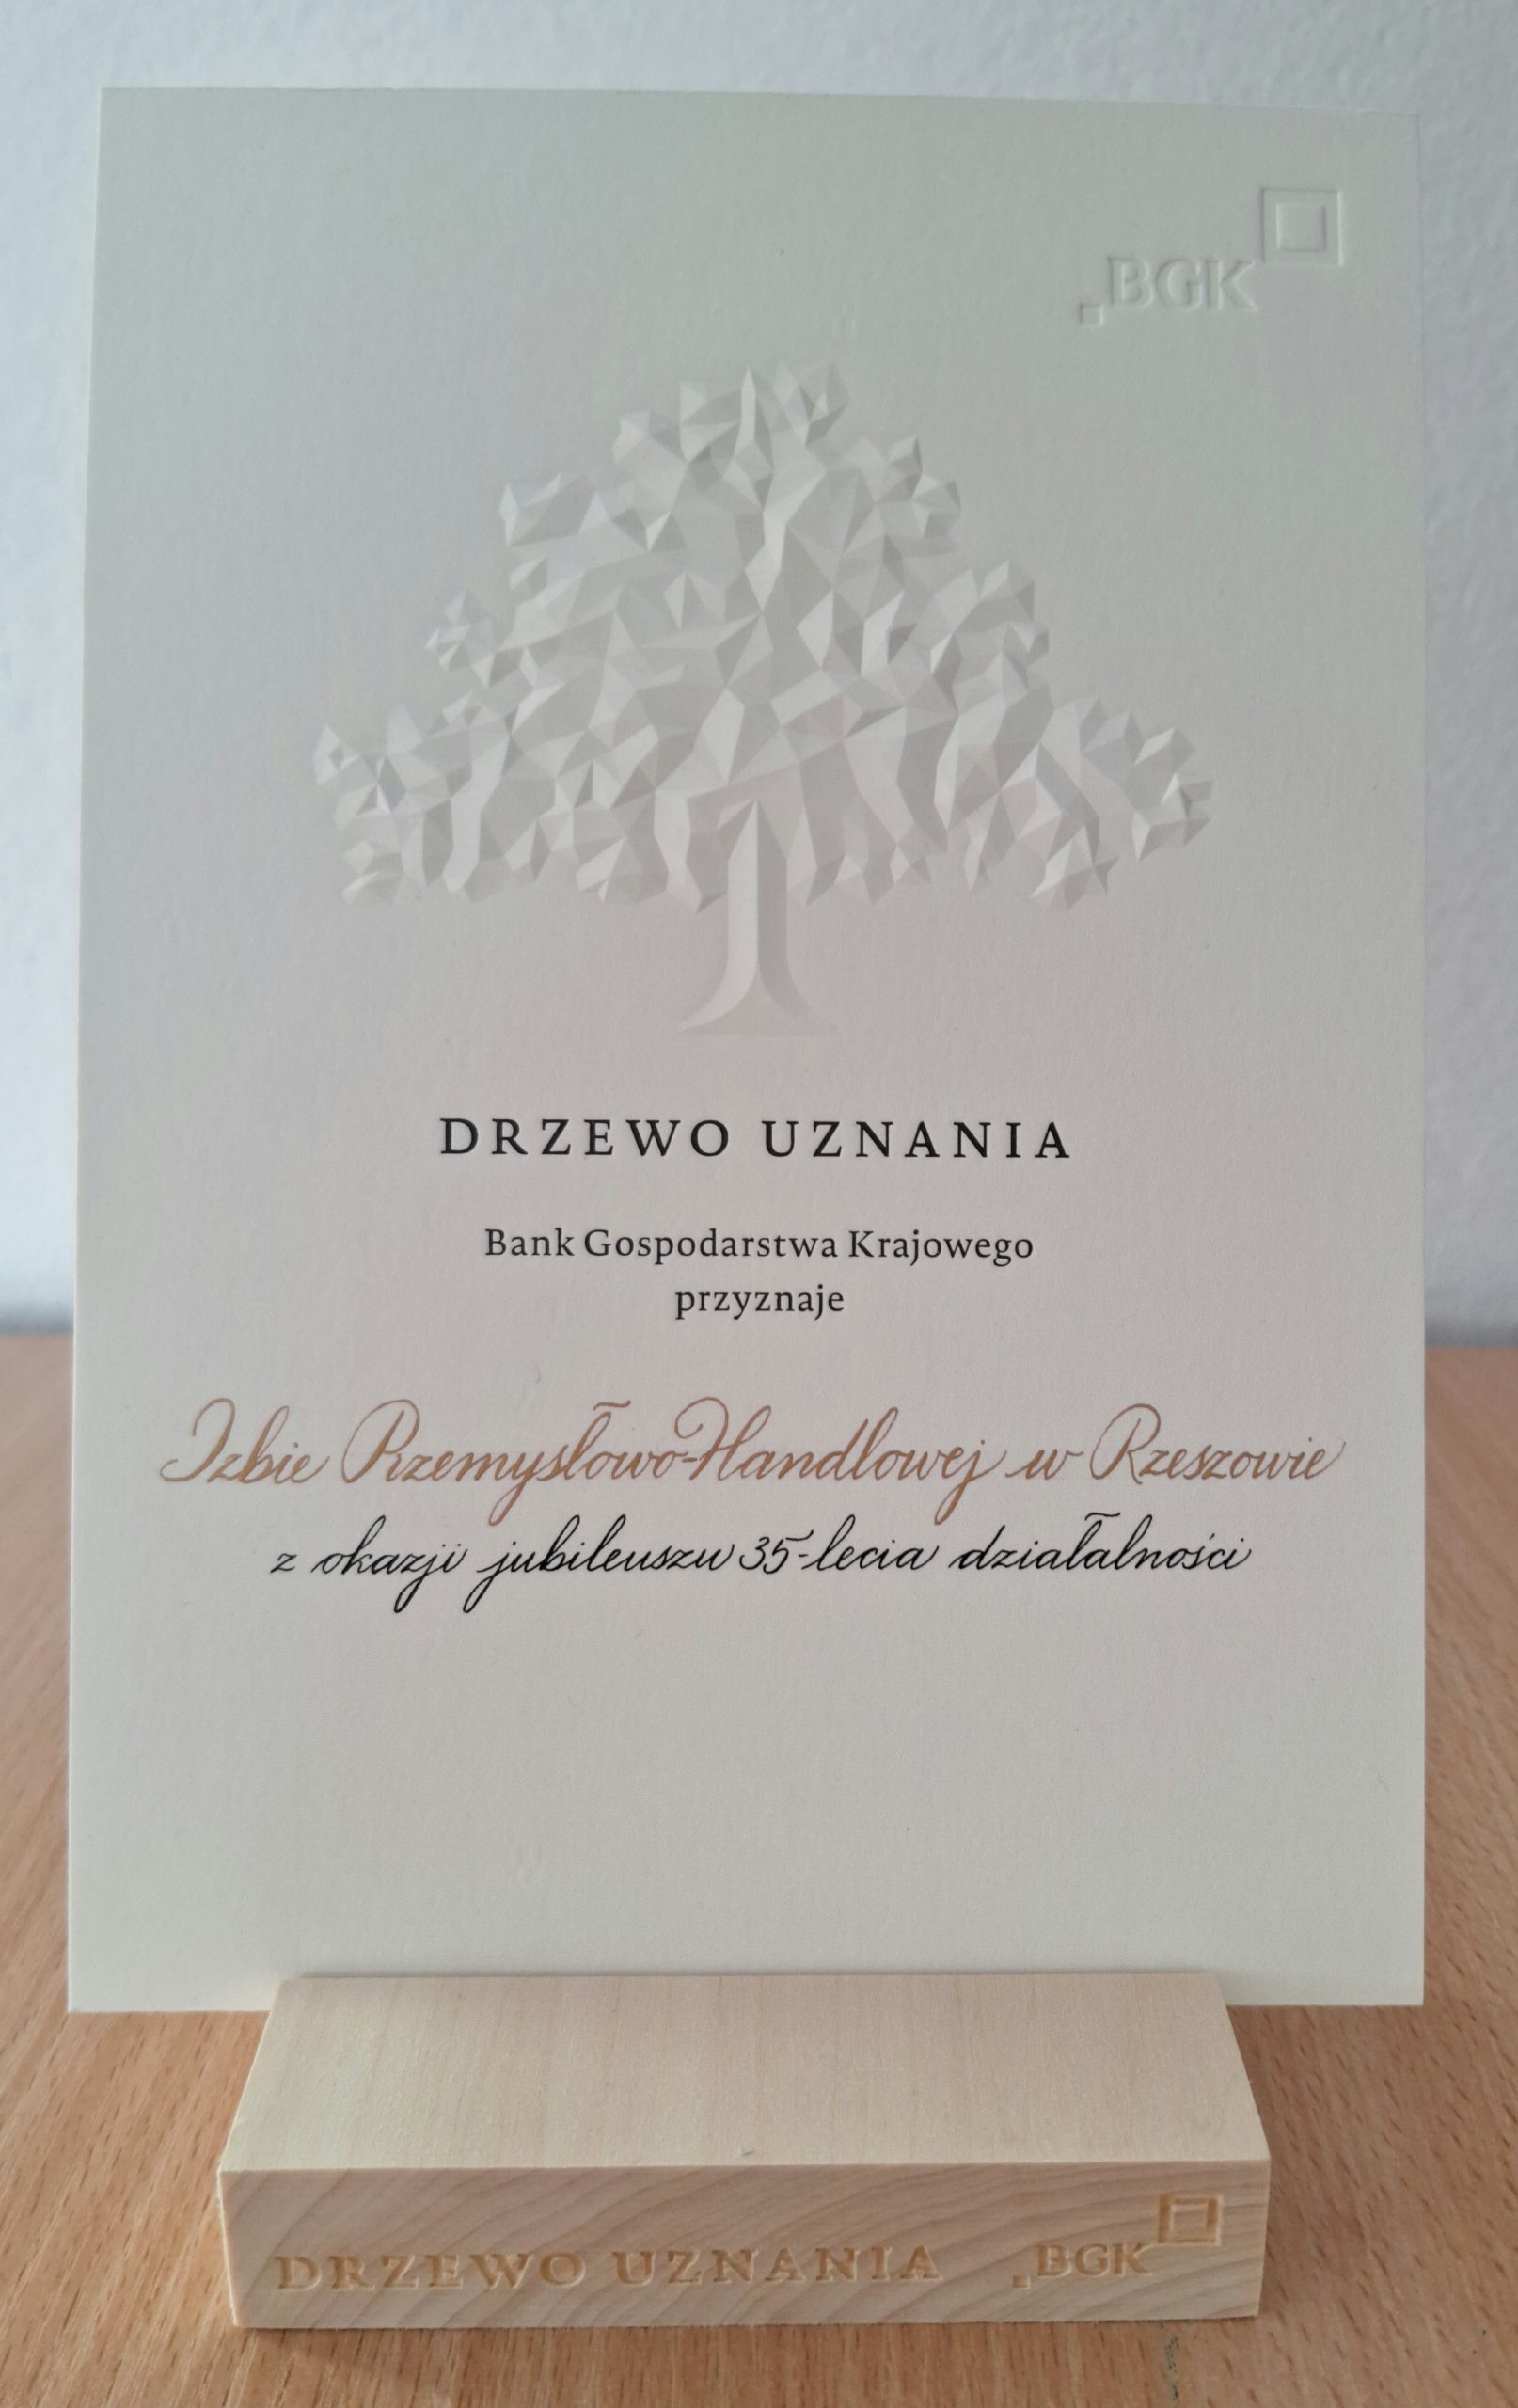 BGK
DRZEWO UZNANIA
Bank Gospodarstwa Krajowego
przyznaje
Izbie Przemysłowo-Handlowej w Rzeszowie
z okazji jubileuszu 35-lecia działalności
DRZEWO UZNANIA BGK